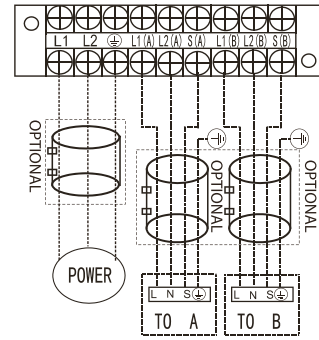 L1 L2 L1(A) L2(A) S(A) L1(B) L2(B) S(B)
OPTIONAL
OPTIONAL
OPTIONAL
POWER
L N S
TO A
L N S
TO B